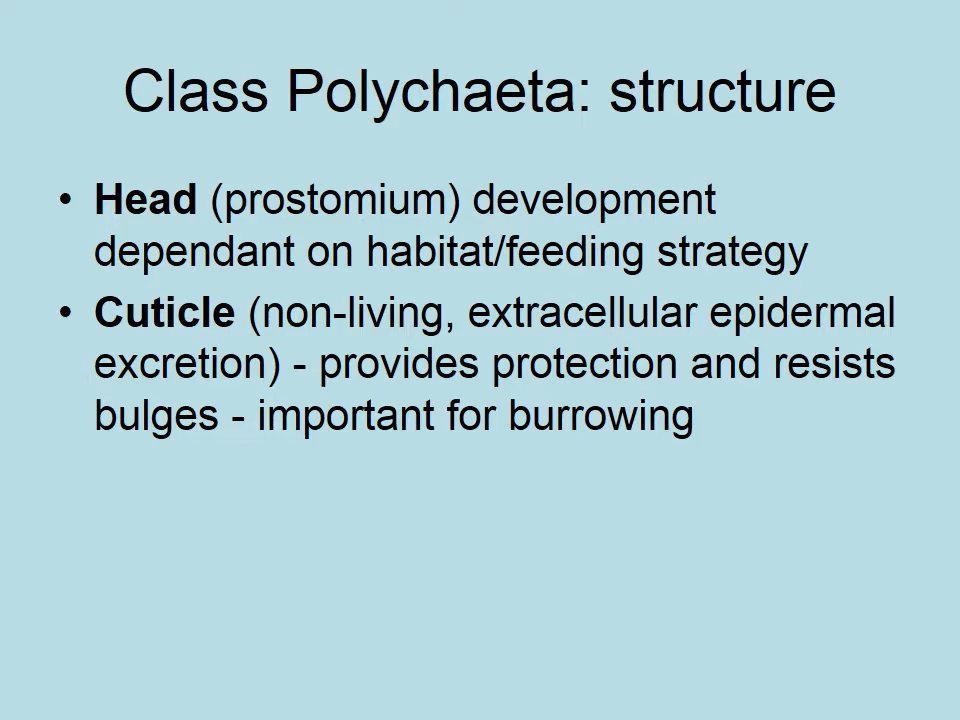 Class Polychaeta: structure
• Head (prostomium) development
dependant on habitat/feeding strategy
• Cuticle (non-living, extracellular epidermal
excretion) - provides protection and resists
bulges - important for burrowing